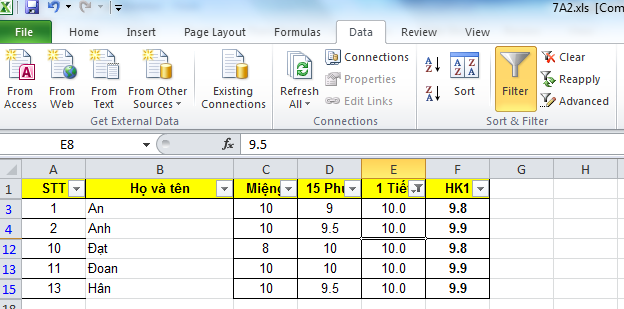 7A2.xls [Com
File Home Insert Page Layout Formulas Data Review View Developer
From Access
From Web
From Text
From Other Sources
Existing Connections
Get External Data
Refresh All
Connections
Properties
Edit Links
Connections
Sort
Filter
Clear
Reapply
Advanced
Sort & Filter
E8 fx 9.5
A B C D E F G H
1 STT Họ và tên Miệng 15 Phú 1 Tiết HK1
3 1 An 10 9 10.0 9.8
4 2 Anh 10 9.5 10.0 9.9
12 10 Đạt 8 10 10.0 9.8
13 11 Đoan 10 10 10.0 9.9
15 13 Hân 10 9.5 10.0 9.9
18